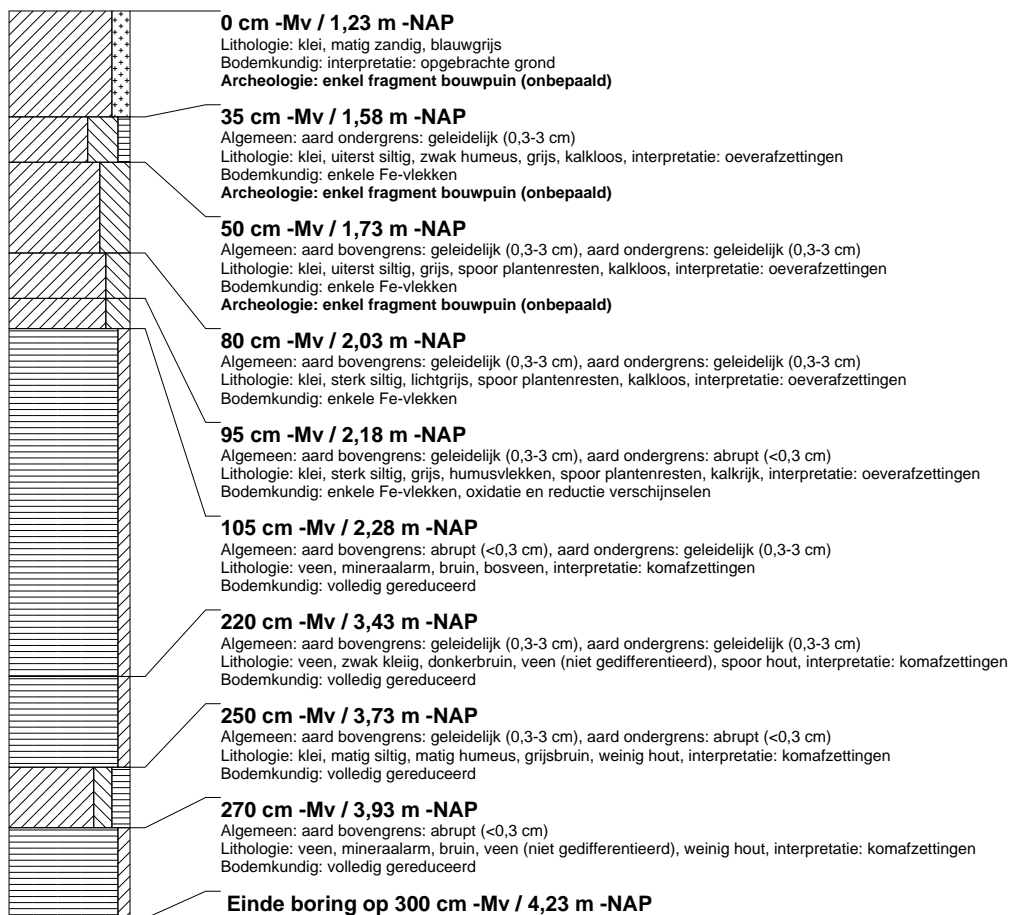 0 cm -Mv / 1,23 m -NAP
Lithologie: klei, matig zandig, blauwgrijs
Bodemkundig: interpretatie: opgebrachte grond
Archeologie: enkel fragment bouwpuin (onbepaald)
35 cm -Mv / 1,58 m -NAP
Algemeen: aard ondergrens: geleidelijk (0,3-3 cm)
Lithologie: klei, uiterst siltig, zwak humeus, grijs, kalkloos, interpretatie: oeverafzettingen
Bodemkundig: enkele Fe-vlekken
Archeologie: enkel fragment bouwpuin (onbepaald)
50 cm -Mv / 1,73 m -NAP
Algemeen: aard bovengrens: geleidelijk (0,3-3 cm), aard ondergrens: geleidelijk (0,3-3 cm)
Lithologie: klei, uiterst siltig, grijs, spoor plantenresten, kalkloos, interpretatie: oeverafzettingen
Bodemkundig: enkele Fe-vlekken
Archeologie: enkel fragment bouwpuin (onbepaald)
80 cm -Mv / 2,03 m -NAP
Algemeen: aard bovengrens: geleidelijk (0,3-3 cm), aard ondergrens: geleidelijk (0,3-3 cm)
Lithologie: klei, sterk siltig, lichtgrijs, spoor plantenresten, kalkloos, interpretatie: oeverafzettingen
Bodemkundig: enkele Fe-vlekken
95 cm -Mv / 2,18 m -NAP
Algemeen: aard bovengrens: geleidelijk (0,3-3 cm), aard ondergrens: abrupt (<0,3 cm)
Lithologie: klei, sterk siltig, grijs, humusvlekken, spoor plantenresten, kalkrijk, interpretatie: oeverafzettingen
Bodemkundig: enkele Fe-vlekken, oxidatie en reductie verschijnselen
105 cm -Mv / 2,28 m -NAP
Algemeen: aard bovengrens: abrupt (<0,3 cm), aard ondergrens: geleidelijk (0,3-3 cm)
Lithologie: veen, mineraalarm, bruin, bosveen, interpretatie: komafzettingen
Bodemkundig: volledig gereduceerd
220 cm -Mv / 3,43 m -NAP
Algemeen: aard bovengrens: geleidelijk (0,3-3 cm), aard ondergrens: geleidelijk (0,3-3 cm)
Lithologie: veen, zwak kleiig, donkerbruin, veen (niet gedifferentieerd), spoor hout, interpretatie: komafzettingen
Bodemkundig: volledig gereduceerd
250 cm -Mv / 3,73 m -NAP
Algemeen: aard bovengrens: geleidelijk (0,3-3 cm), aard ondergrens: abrupt (<0,3 cm)
Lithologie: klei, matig siltig, matig humeus, grijsbruin, weinig hout, interpretatie: komafzettingen
Bodemkundig: volledig gereduceerd
270 cm -Mv / 3,93 m -NAP
Algemeen: aard bovengrens: abrupt (<0,3 cm)
Lithologie: veen, mineraalarm, bruin, veen (niet gedifferentieerd), weinig hout, interpretatie: komafzettingen
Bodemkundig: volledig gereduceerd
Einde boring op 300 cm -Mv / 4,23 m -NAP